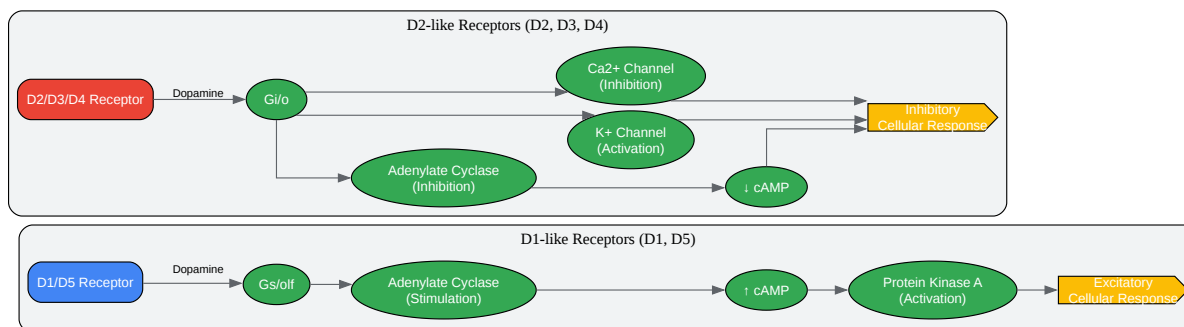 D2-like Receptors (D2, D3, D4)
D2/D3/D4 Receptor
Dopamine
Gi/o
Ca2+ Channel
(Inhibition)
K+ Channel
(Activation)
Inhibitory
Cellular Response
Adenylate Cyclase
(Inhibition)
↓ cAMP
D1-like Receptors (D1, D5)
D1/D5 Receptor
Dopamine
Gs/olf
Adenylate Cyclase
(Stimulation)
↑ cAMP
Protein Kinase A
(Activation)
Excitatory
Cellular Response